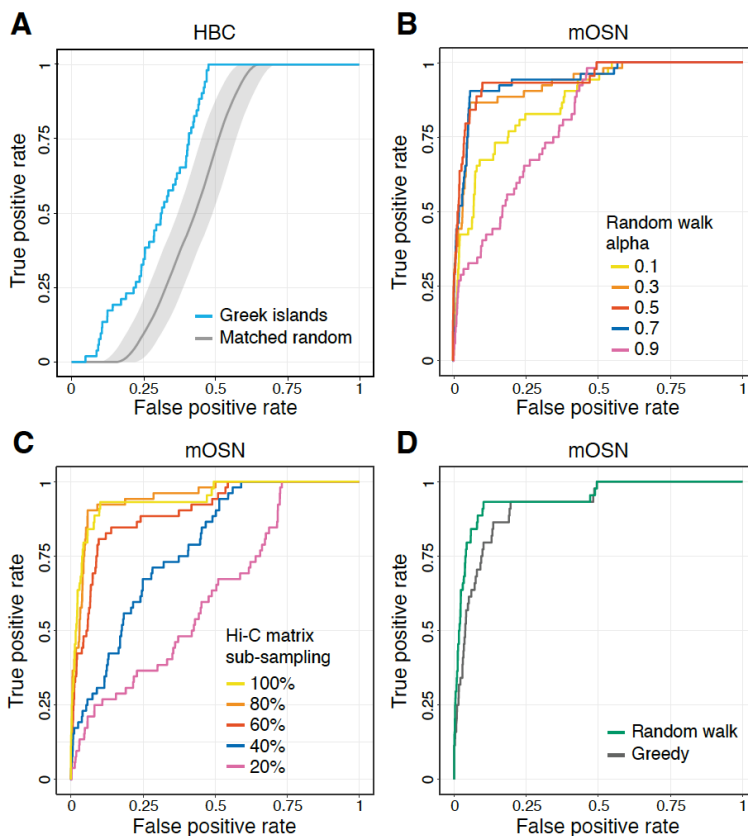 A
HBC
True positive rate
1
0.75
0.5
0.25
0
Greek islands
Matched random
0
0.25
0.5
0.75
1
False positive rate
B
mOSN
True positive rate
1
0.75
0.5
0.25
0
Random walk
alpha
0.1
0.3
0.5
0.7
0.9
0
0.25
0.5
0.75
1
False positive rate
C
mOSN
True positive rate
1
0.75
0.5
0.25
0
Hi-C matrix
sub-sampling
100%
80%
60%
40%
20%
0
0.25
0.5
0.75
1
False positive rate
D
mOSN
True positive rate
1
0.75
0.5
0.25
0
Random walk
Greedy
0
0.25
0.5
0.75
1
False positive rate